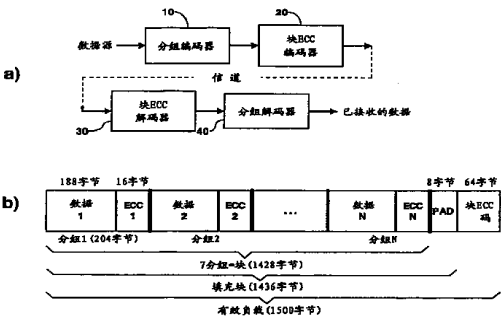 10
20
数据源
分组编码器
块ECC
编码器
a)
信道
块ECC
解码器
分组解码器
已接收的数据
30
40
188字节
16字节
8字节
64字节
b)
数据
1
ECC
1
数据
2
ECC
2
...
数据
N
ECC
N
PAD
块ECC
码
分组1(204字节)
分组2
分组N
7分组=块(1428字节)
填充块(1436字节)
有效负载(1500字节)